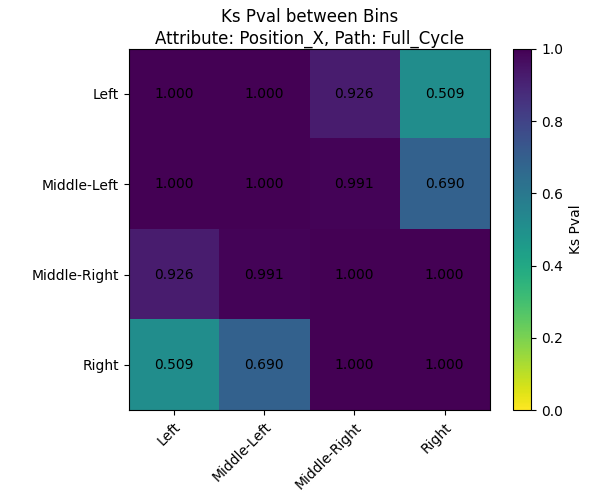 Ks Pval between Bins
Attribute: Position_X, Path: Full_Cycle
Left 1.000 1.000 0.926 0.509
Middle-Left 1.000 1.000 0.991 0.690
Middle-Right 0.926 0.991 1.000 1.000
Right 0.509 0.690 1.000 1.000
Left Middle-Left Middle-Right Right
1.0
0.8
0.6
0.4
0.2
0.0
Ks Pval